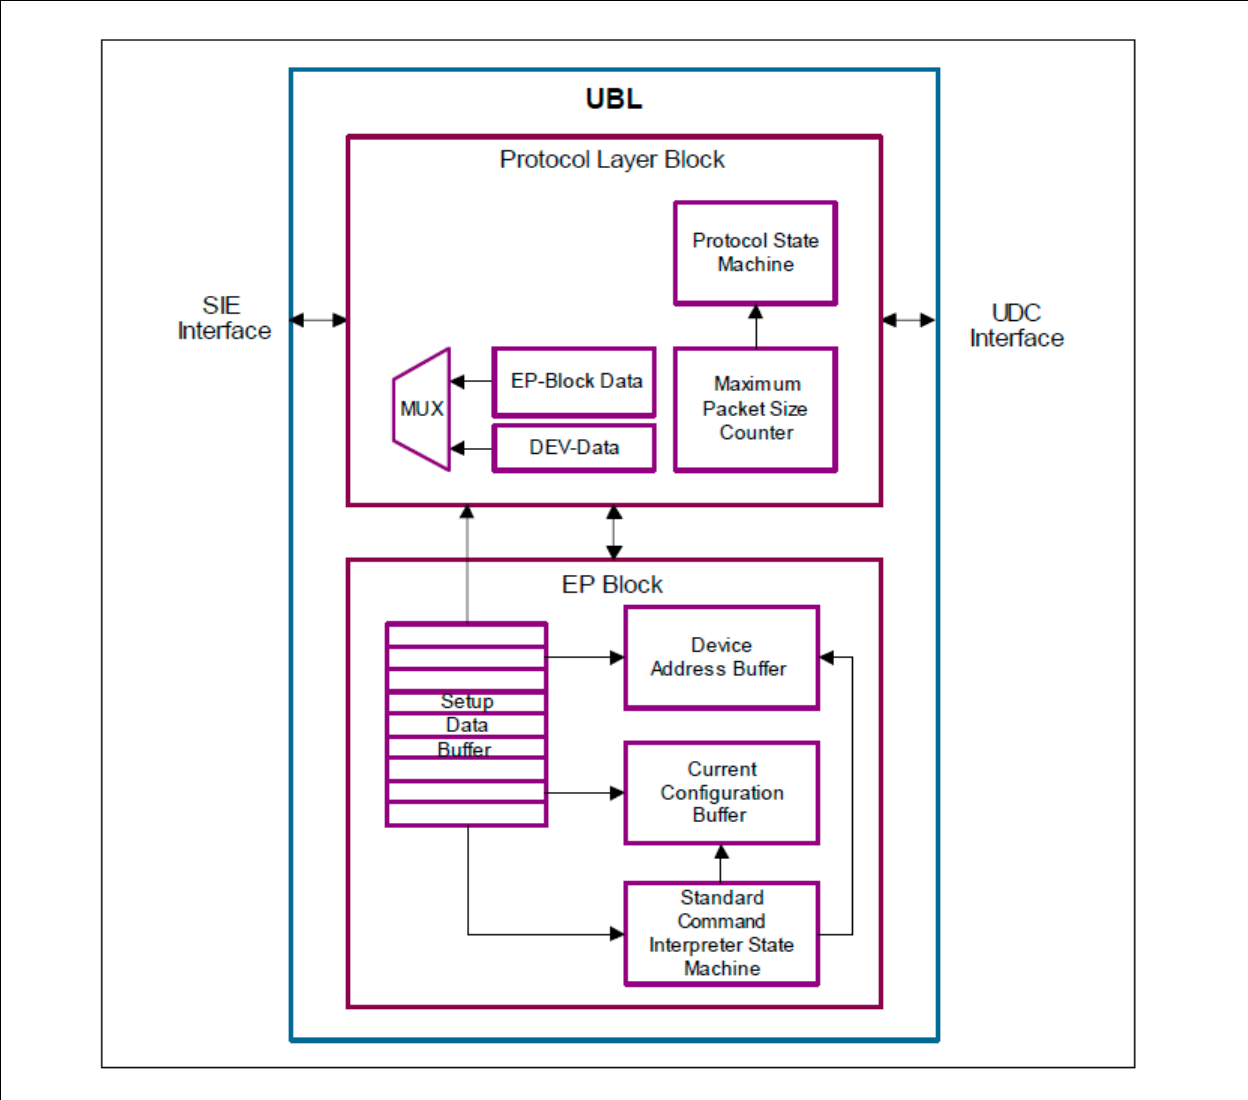 UBL
Protocol Layer Block
Protocol State
Machine
SIE
Interface
UDC
Interface
MUX
EP-Block Data
DEV-Data
Maximum
Packet Size
Counter
EP Block
Setup
Data
Buffer
Device
Address Buffer
Current
Configuration
Buffer
Standard
Command
Interpreter State
Machine